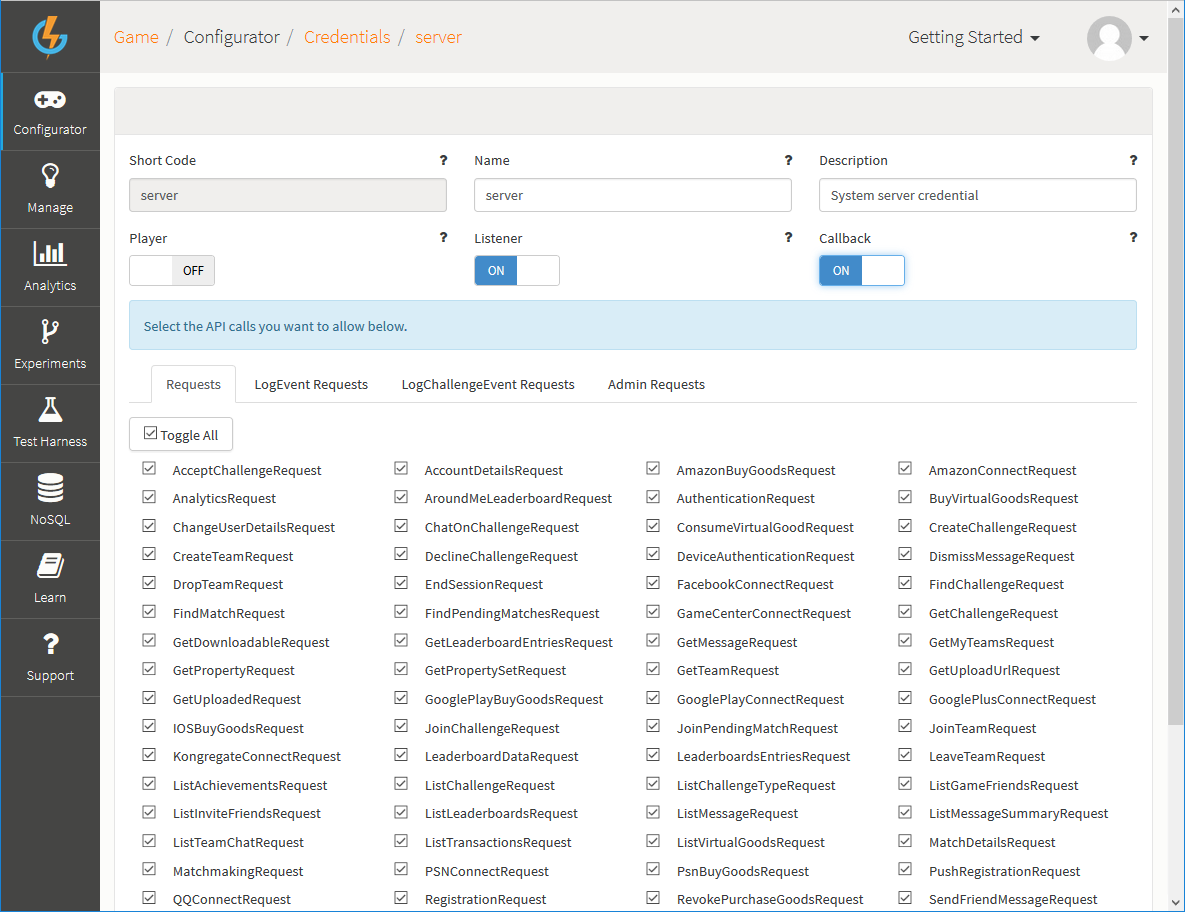 Game / Configurator / Credentials / server
Getting Started
Configurator
Manage
Analytics
Experiments
Test Harness
NoSQL
Learn
? Support
Short Code ? Name ? Description ?
server server System server credential
Player ? Listener ? Callback ?
OFF ON ON
Select the API calls you want to allow below.
Requests LogEvent Requests LogChallengeEvent Requests Admin Requests
Toggle All
AcceptChallengeRequest AccountDetailsRequest AmazonBuyGoodsRequest AmazonConnectRequest
AnalyticsRequest AroundMeLeaderboardRequest AuthenticationRequest BuyVirtualGoodsRequest
ChangeUserDetailsRequest ChatOnChallengeRequest ConsumeVirtualGoodRequest CreateChallengeRequest
CreateTeamRequest DeclineChallengeRequest DeviceAuthenticationRequest DismissMessageRequest
DropTeamRequest EndSessionRequest FacebookConnectRequest FindChallengeRequest
FindMatchRequest FindPendingMatchesRequest GameCenterConnectRequest GetChallengeRequest
GetDownloadableRequest GetLeaderboardEntriesRequest GetMessageRequest GetMyTeamsRequest
GetPropertyRequest GetPropertySetRequest GetTeamRequest GetUploadUrlRequest
GetUploadedRequest GooglePlayBuyGoodsRequest GooglePlayConnectRequest GooglePlusConnectRequest
IOSBuyGoodsRequest JoinChallengeRequest JoinPendingMatchRequest JoinTeamRequest
KongregateConnectRequest LeaderboardDataRequest LeaderboardsEntriesRequest LeaveTeamRequest
ListAchievementsRequest ListChallengeRequest ListChallengeTypeRequest ListGameFriendsRequest
ListInviteFriendsRequest ListLeaderboardsRequest ListMessageRequest ListMessageSummaryRequest
ListTeamChatRequest ListTransactionsRequest ListVirtualGoodsRequest MatchDetailsRequest
MatchmakingRequest PSNConnectRequest PsnBuyGoodsRequest PushRegistrationRequest
QQConnectRequest RegistrationRequest RevokePurchaseGoodsRequest SendFriendMessageRequest